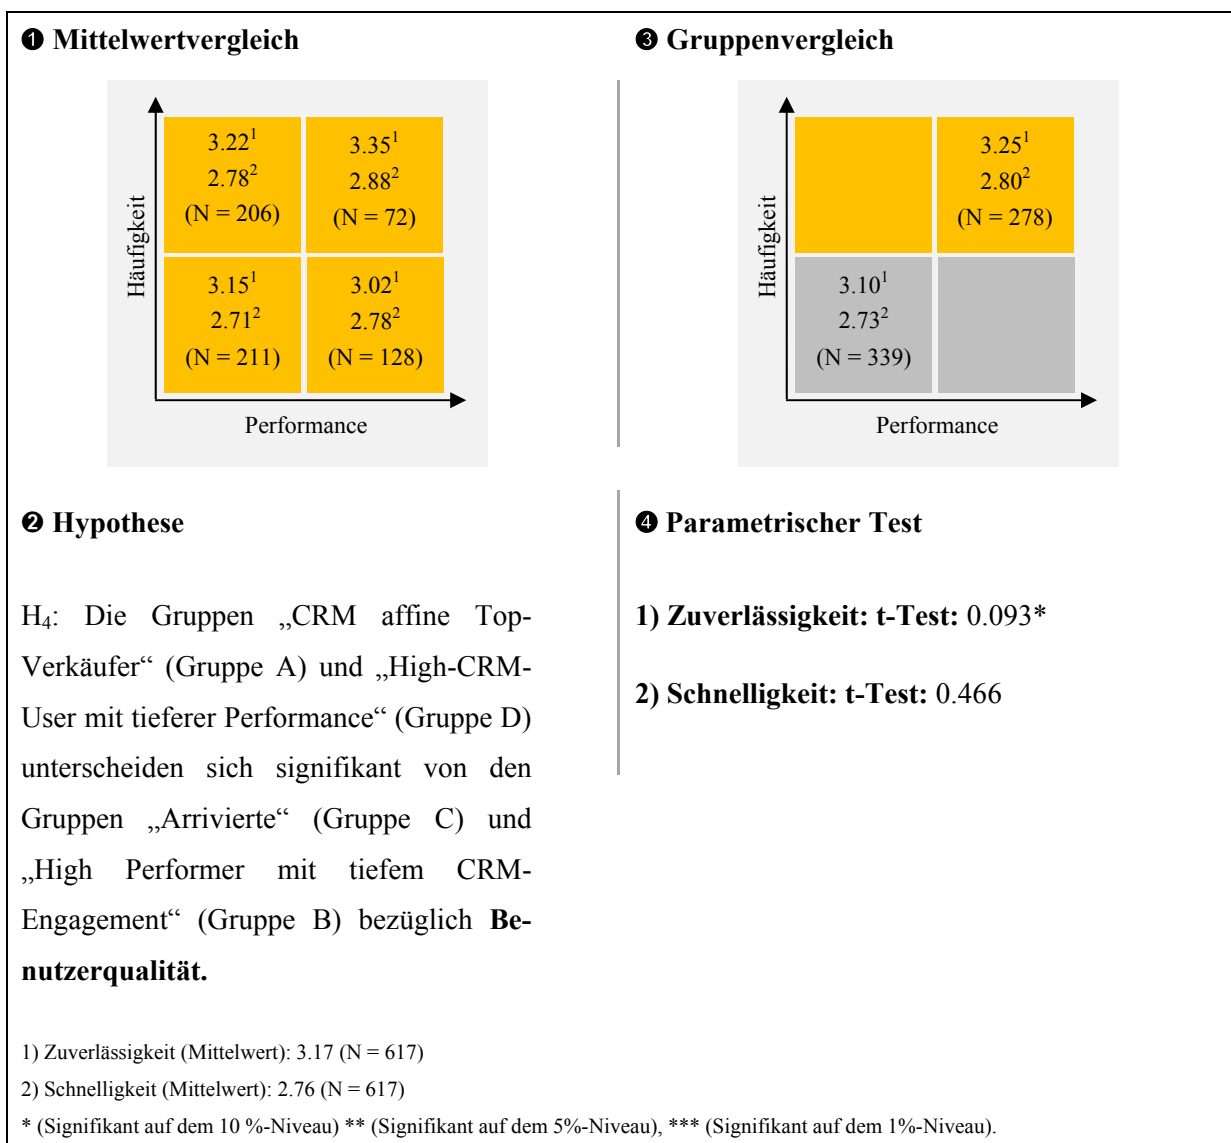 ❶ Mittelwertvergleich
Häufigkeit
3.22¹
2.78²
(N = 206)
3.35¹
2.88²
(N = 72)
3.15¹
2.71²
(N = 211)
3.02¹
2.78²
(N = 128)
Performance
❸ Gruppenvergleich
Häufigkeit
3.25¹
2.80²
(N = 278)
3.10¹
2.73²
(N = 339)
Performance
❷ Hypothese
H₄: Die Gruppen „CRM affine Top-
Verkäufer“ (Gruppe A) und „High-CRM-
User mit tieferer Performance“ (Gruppe D)
unterscheiden sich signifikant von den
Gruppen „Arrivierte“ (Gruppe C) und
„High Performer mit tiefem CRM-
Engagement“ (Gruppe B) bezüglich Be-
nutzerqualität.
❹ Parametrischer Test
1) Zuverlässigkeit: t-Test: 0.093*
2) Schnelligkeit: t-Test: 0.466
1) Zuverlässigkeit (Mittelwert): 3.17 (N = 617)
2) Schnelligkeit (Mittelwert): 2.76 (N = 617)
* (Signifikant auf dem 10 %-Niveau) ** (Signifikant auf dem 5%-Niveau), *** (Signifikant auf dem 1%-Niveau).